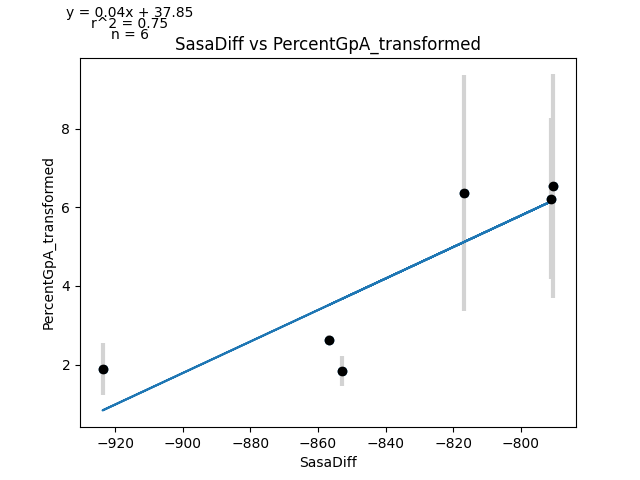 y = 0.04x + 37.85
r^2 = 0.75
n = 6
SasaDiff vs PercentGpA_transformed
PercentGpA_transformed
8
6
4
2
−920 −900 −880 −860 −840 −820 −800
SasaDiff